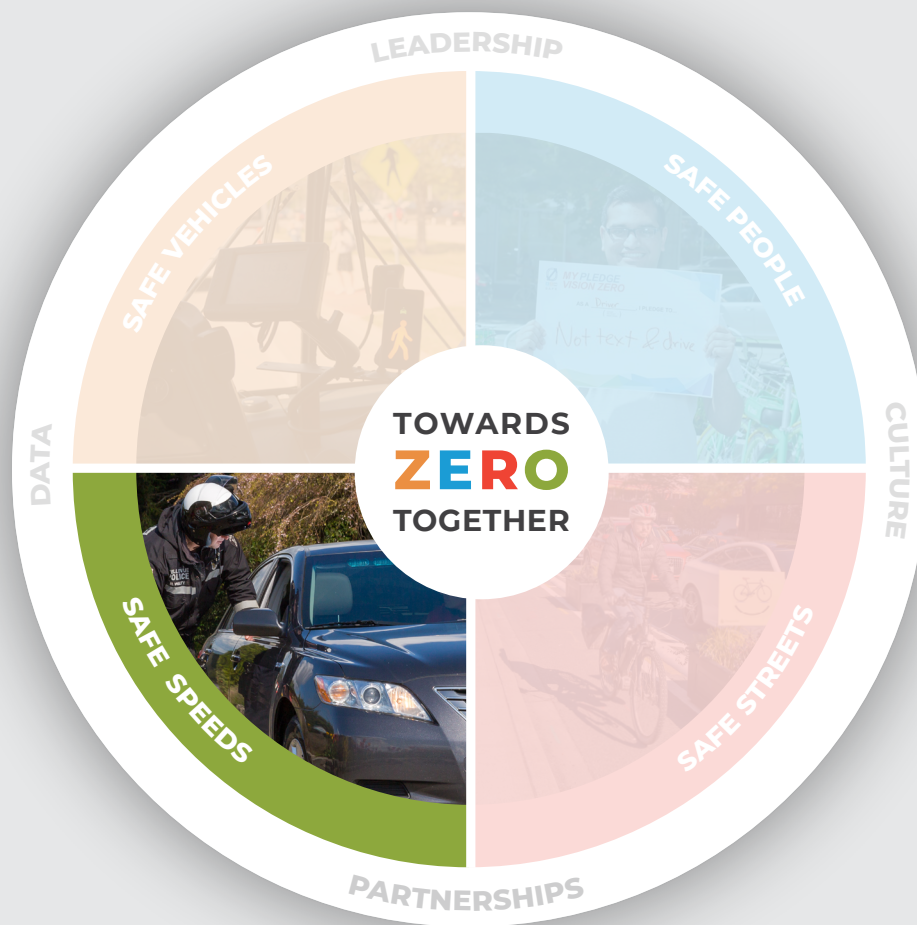 LEADERSHIP
SAFE VEHICLES
SAFE PEOPLE
MY PLEDGE
VISION ZERO
Not text & drive
DATA
CULTURE
TOWARDS
ZERO
TOGETHER
POLICE
SAFE SPEEDS
SAFE STREETS
PARTNERSHIPS